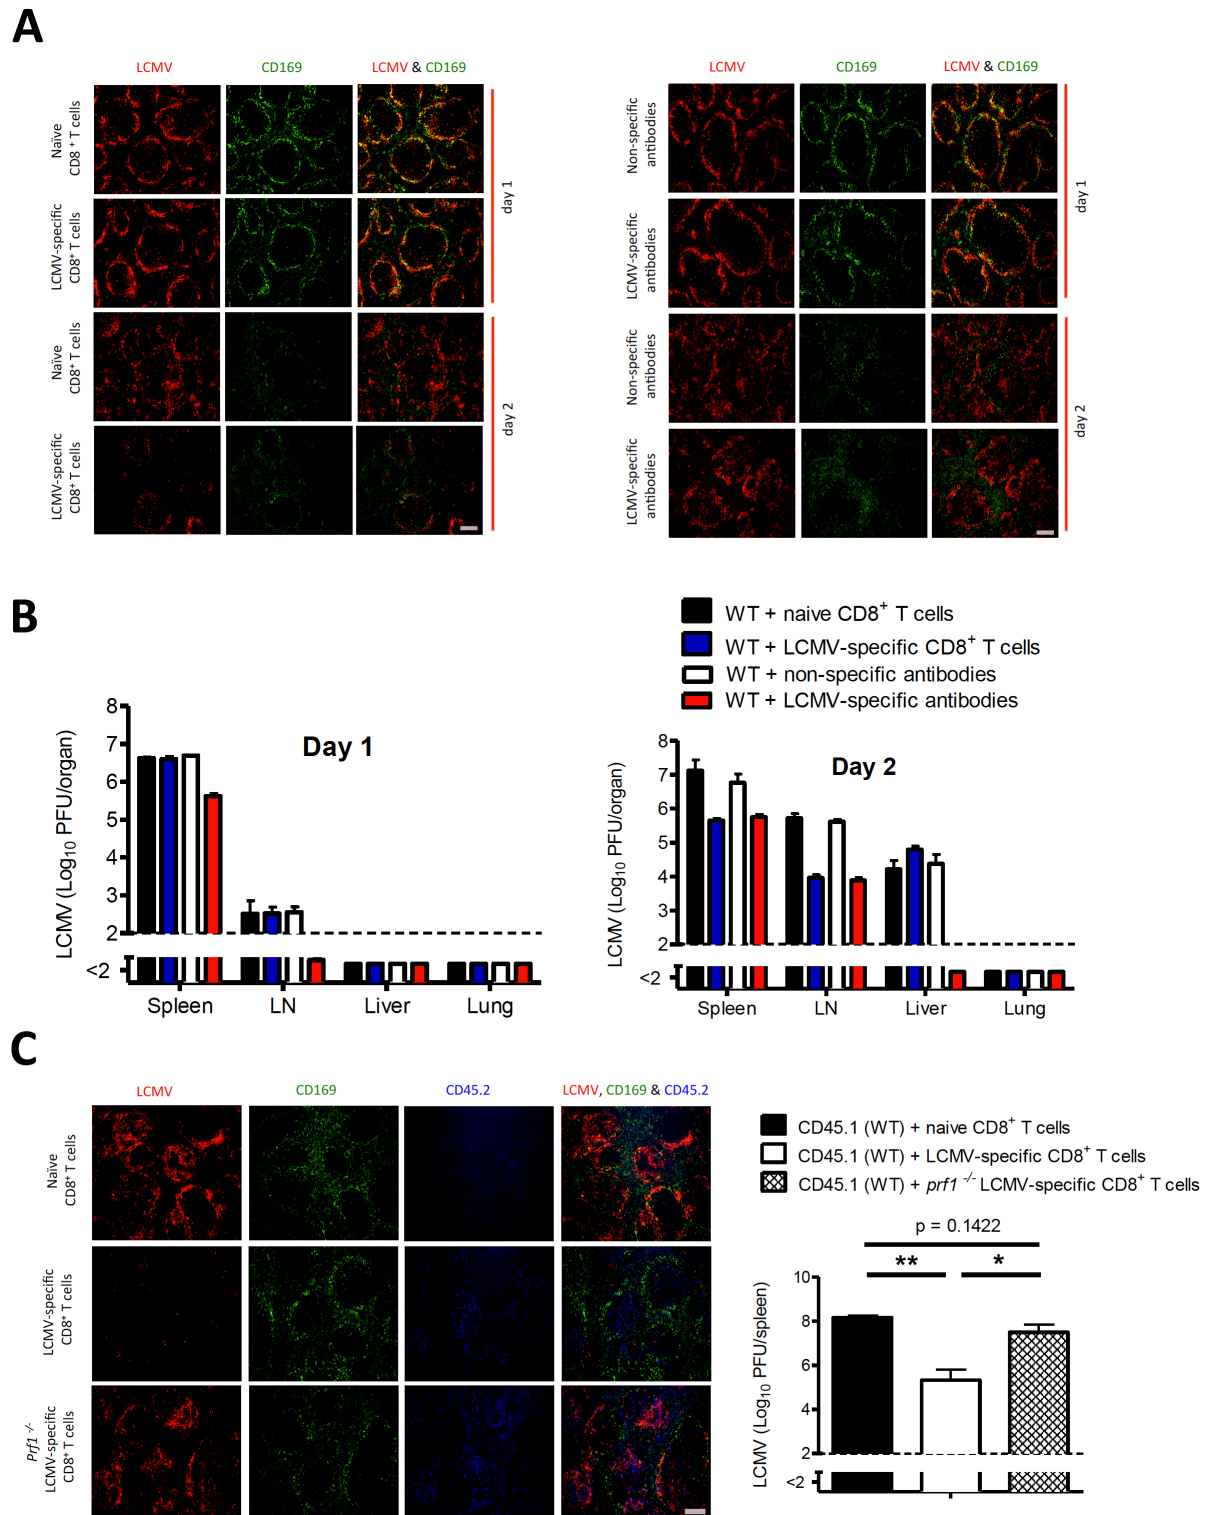 A
LCMV
CD169
LCMV & CD169
Naïve
CD8 + T cells
LCMV-specific
CD8+ T cells
day 1
Naïve
CD8+ T cells
LCMV-specific
CD8+ T cells
day 2
LCMV
CD169
LCMV & CD169
Non-specific
antibodies
LCMV-specific
antibodies
day 1
Non-specific
antibodies
LCMV-specific
antibodies
day 2
B
WT + naive CD8+ T cells
WT + LCMV-specific CD8+ T cells
WT + non-specific antibodies
WT + LCMV-specific antibodies
LCMV (Log10 PFU/organ)
Day 1
8
7
6
5
4
3
2
<2
Spleen
LN
Liver
Lung
LCMV (Log10 PFU/organ)
Day 2
8
7
6
5
4
3
2
<2
Spleen
LN
Liver
Lung
C
LCMV
CD169
CD45.2
LCMV, CD169 & CD45.2
Naïve
CD8+ T cells
LCMV-specific
CD8+ T cells
Prf1 -/-
LCMV-specific
CD8+ T cells
CD45.1 (WT) + naive CD8+ T cells
CD45.1 (WT) + LCMV-specific CD8+ T cells
CD45.1 (WT) + prf1 -/- LCMV-specific CD8+ T cells
p = 0.1422
**
*
LCMV (Log10 PFU/spleen)
10
8
6
4
2
<2